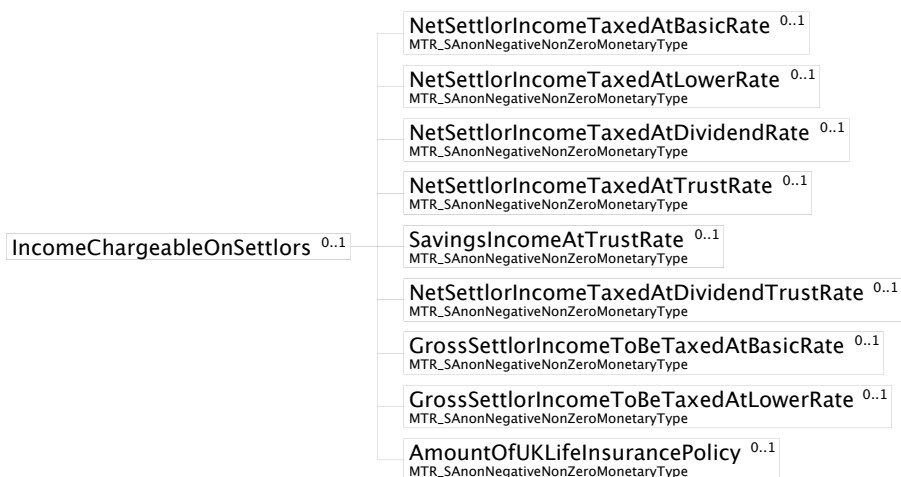 NetSettlorIncomeTaxedAtBasicRate 0..1
MTR_SAnonNegativeNonZeroMonetaryType
NetSettlorIncomeTaxedAtLowerRate 0..1
MTR_SAnonNegativeNonZeroMonetaryType
NetSettlorIncomeTaxedAtDividendRate 0..1
MTR_SAnonNegativeNonZeroMonetaryType
NetSettlorIncomeTaxedAtTrustRate 0..1
MTR_SAnonNegativeNonZeroMonetaryType
IncomeChargeableOnSettlors 0..1
SavingsIncomeAtTrustRate 0..1
MTR_SAnonNegativeNonZeroMonetaryType
NetSettlorIncomeTaxedAtDividendTrustRate 0..1
MTR_SAnonNegativeNonZeroMonetaryType
GrossSettlorIncomeToBeTaxedAtBasicRate 0..1
MTR_SAnonNegativeNonZeroMonetaryType
GrossSettlorIncomeToBeTaxedAtLowerRate 0..1
MTR_SAnonNegativeNonZeroMonetaryType
AmountOfUKLifeInsurancePolicy 0..1
MTR_SAnonNegativeNonZeroMonetaryType